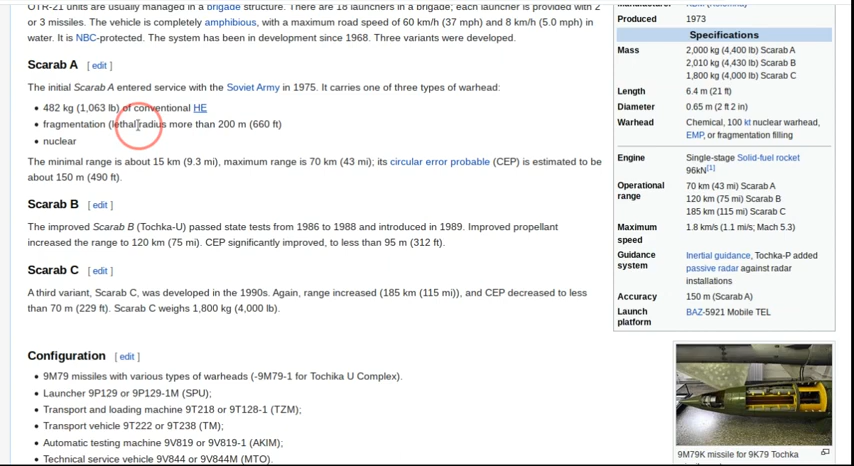 OTR-21 units are usually managed in a brigade structure. There are 18 launchers in a brigade; each launcher is provided with 2
or 3 missiles. The vehicle is completely amphibious, with a maximum road speed of 60 km/h (37 mph) and 8 km/h (5.0 mph) in
water. It is NBC-protected. The system has been in development since 1968. Three variants were developed.
Scarab A [ edit ]
The initial Scarab A entered service with the Soviet Army in 1975. It carries one of three types of warhead:
• 482 kg (1,063 lb) of conventional HE
• fragmentation (lethal radius more than 200 m (660 ft)
• nuclear
The minimal range is about 15 km (9.3 mi), maximum range is 70 km (43 mi); its circular error probable (CEP) is estimated to be
about 150 m (490 ft).
Scarab B [ edit ]
The improved Scarab B (Tochka-U) passed state tests from 1986 to 1988 and introduced in 1989. Improved propellant
increased the range to 120 km (75 mi). CEP significantly improved, to less than 95 m (312 ft).
Scarab C [ edit ]
A third variant, Scarab C, was developed in the 1990s. Again, range increased (185 km (115 mi)), and CEP decreased to less
than 70 m (229 ft). Scarab C weighs 1,800 kg (4,000 lb).
Configuration [ edit ]
• 9M79 missiles with various types of warheads (-9M79-1 for Tochika U Complex).
• Launcher 9P129 or 9P129-1M (SPU);
• Transport and loading machine 9T218 or 9T128-1 (TZM);
• Transport vehicle 9T222 or 9T238 (TM);
• Automatic testing machine 9V819 or 9V819-1 (AKIM);
• Technical service vehicle 9V844 or 9V844M (MTO).
Produced 1973
Specifications
Mass 2,000 kg (4,400 lb) Scarab A
2,010 kg (4,430 lb) Scarab B
1,800 kg (4,000 lb) Scarab C
Length 6.4 m (21 ft)
Diameter 0.65 m (2 ft 2 in)
Warhead Chemical, 100 kt nuclear warhead,
EMP, or fragmentation filling
Engine Single-stage Solid-fuel rocket
96kN[1]
Operational 70 km (43 mi) Scarab A
range 120 km (75 mi) Scarab B
185 km (115 mi) Scarab C
Maximum 1.8 km/s (1.1 mi/s; Mach 5.3)
speed
Guidance Inertial guidance, Tochka-P added
system passive radar against radar
installations
Accuracy 150 m (Scarab A)
Launch BAZ-5921 Mobile TEL
platform
9M79K missile for 9K79 Tochka